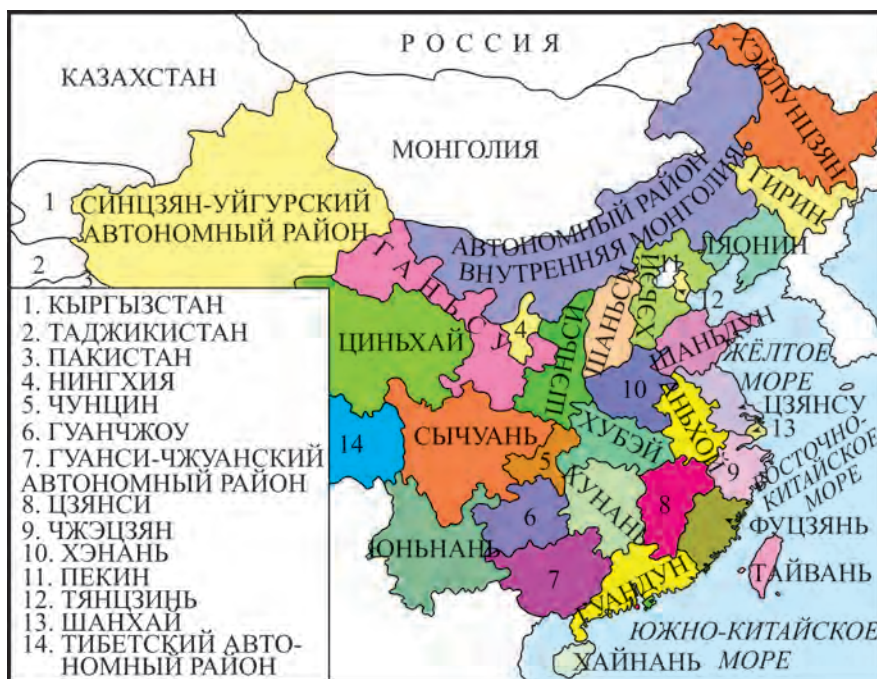 РОССИЯ
КАЗАХСТАН
ХЭЙЛУНЦЗЯН
МОНГОЛИЯ
1
СИНЦЗЯН-УЙГУРСКИЙ
АВТОНОМНЫЙ РАЙОН
АВТОНОМНЫЙ РАЙОН
ВНУТРЕННЯЯ МОНГОЛИЯ
ГИРИН
ЛЯОНИН
2
ГАНЬСУ
11
12
ХЭБЭЙ
ШАНЬСИ
ШЭНЬСИ
4
ЦИНЬХАЙ
ШАНЬДУН
ЖЁЛТОЕ
МОРЕ
10
АНЬХОЙ
ЦЗЯНСУ
13
14
СЫЧУАНЬ
ХУБЭЙ
5
9
ВОСТОЧНО-
КИТАЙСКОЕ
МОРЕ
ХУНАНЬ
8
6
ФУЦЗЯНЬ
ЮНЬНАНЬ
7
ГУАНДУН
ТАЙВАНЬ
ЮЖНО-КИТАЙСКОЕ
МОРЕ
ХАЙНАНЬ
1. КЫРГЫЗСТАН
2. ТАДЖИКИСТАН
3. ПАКИСТАН
4. НИНГХИЯ
5. ЧУНЦИН
6. ГУАНЧЖОУ
7. ГУАНСИ-ЧЖУАНСКИЙ
АВТОНОМНЫЙ РАЙОН
8. ЦЗЯНСИ
9. ЧЖЭЦЗЯН
10. ХЭНАНЬ
11. ПЕКИН
12. ТЯНЦЗИНЬ
13. ШАНХАЙ
14. ТИБЕТСКИЙ АВТО-
НОМНЫЙ РАЙОН